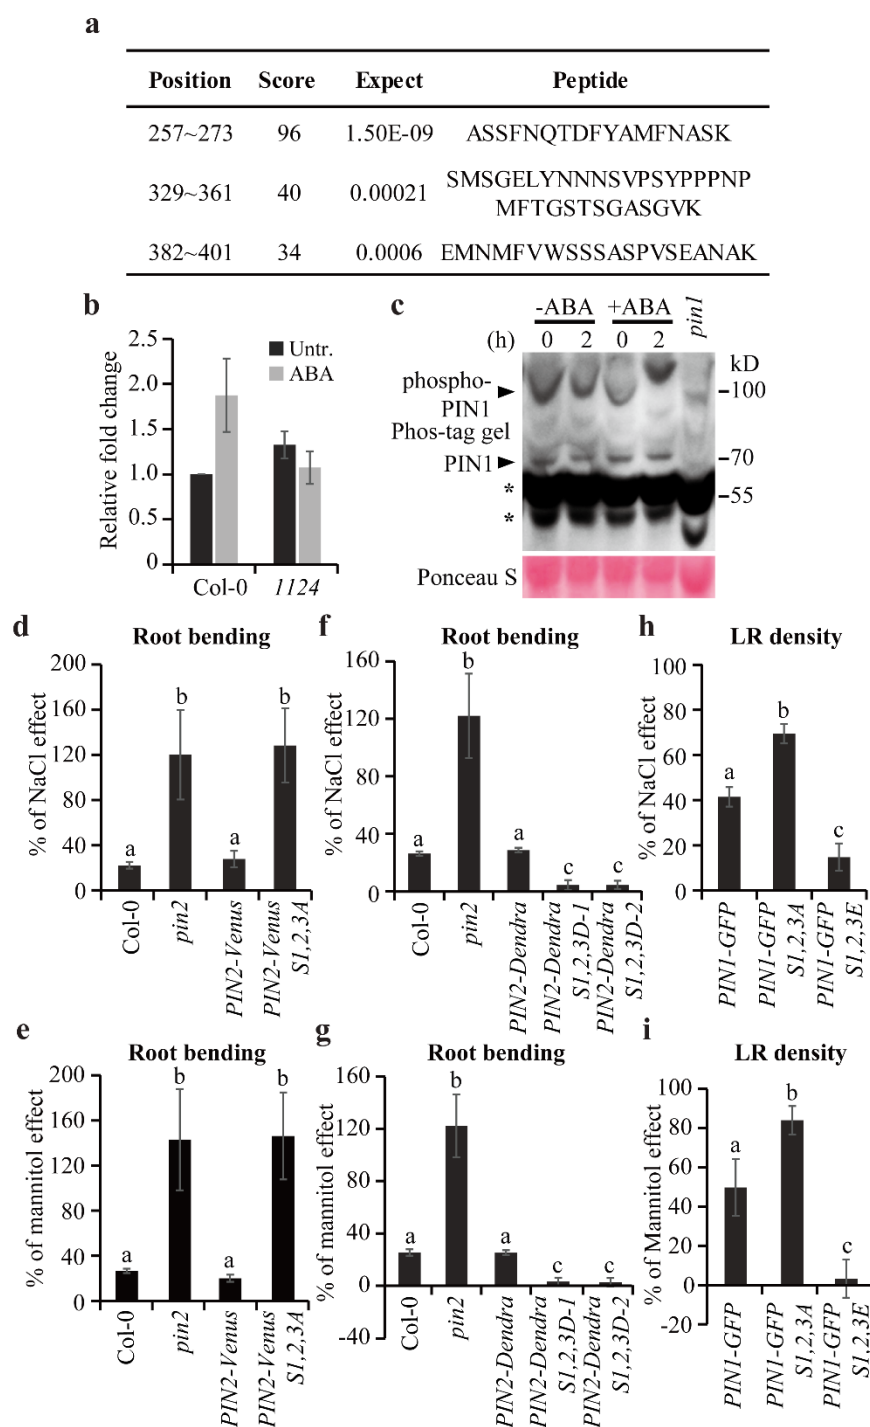 a
Position Score Expect Peptide
257~273 96 1.50E-09 ASSFNQTDFYAMFNASK
329~361 40 0.00021 SMSGELYNNNSVPSYPPPNP
MFTGSTSGASGVK
382~401 34 0.0006 EMNMFVWSSSASPVSEANAK
b
Relative fold change
2.5
2.0
1.5
1.0
0.5
0
Untr.
ABA
Col-0 1124
c
-ABA +ABA pin1
(h) 0 2 0 2 kD
phospho-
PIN1
Phos-tag gel
PIN1
*
*
-100
-70
-55
Ponceau S
d
Root bending
% of NaCl effect
200
160
120
80
40
0
a b a b
Col-0
pin2
PIN2-Venus
PIN2-Venus
S1,2,3A
f
Root bending
% of NaCl effect
160
120
80
40
0
a b a c c
Col-0
pin2
PIN2-Dendra
PIN2-Dendra
S1,2,3D-1
PIN2-Dendra
S1,2,3D-2
h
LR density
% of NaCl effect
100
80
60
40
20
0
a b c
PIN1-GFP
PIN1-GFP
S1,2,3A
PIN1-GFP
S1,2,3E
e
Root bending
% of mannitol effect
200
160
120
80
40
0
a b a b
Col-0
pin2
PIN2-Venus
PIN2-Venus
S1,2,3A
g
Root bending
% of mannitol effect
160
120
80
40
0
-40
a b a c c
Col-0
pin2
PIN2-Dendra
PIN2-Dendra
S1,2,3D-1
PIN2-Dendra
S1,2,3D-2
i
LR density
% of Mannitol effect
100
80
60
40
20
0
-20
a b c
PIN1-GFP
PIN1-GFP
S1,2,3A
PIN1-GFP
S1,2,3E